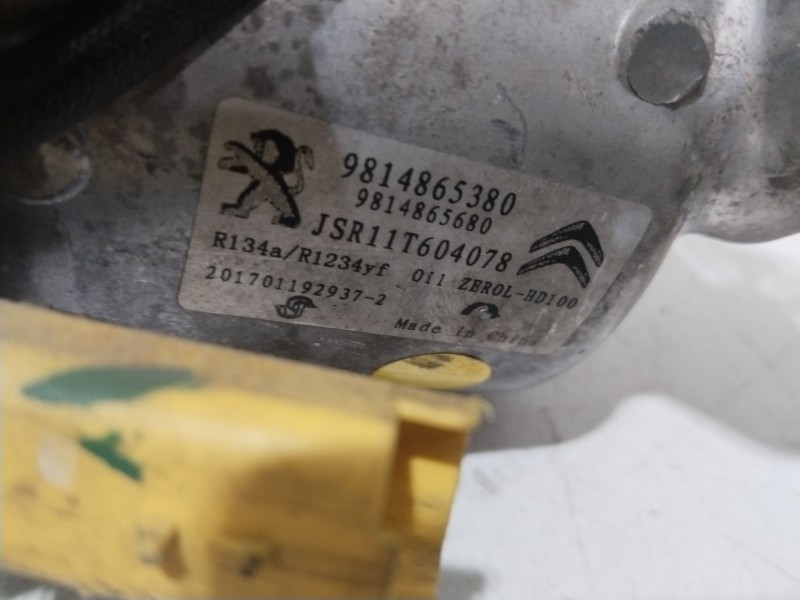 9814865380
9814865680
JSR11T604078
R134a/R1234yf Oil ZEROL-HD100
201701192937-2
Made in China